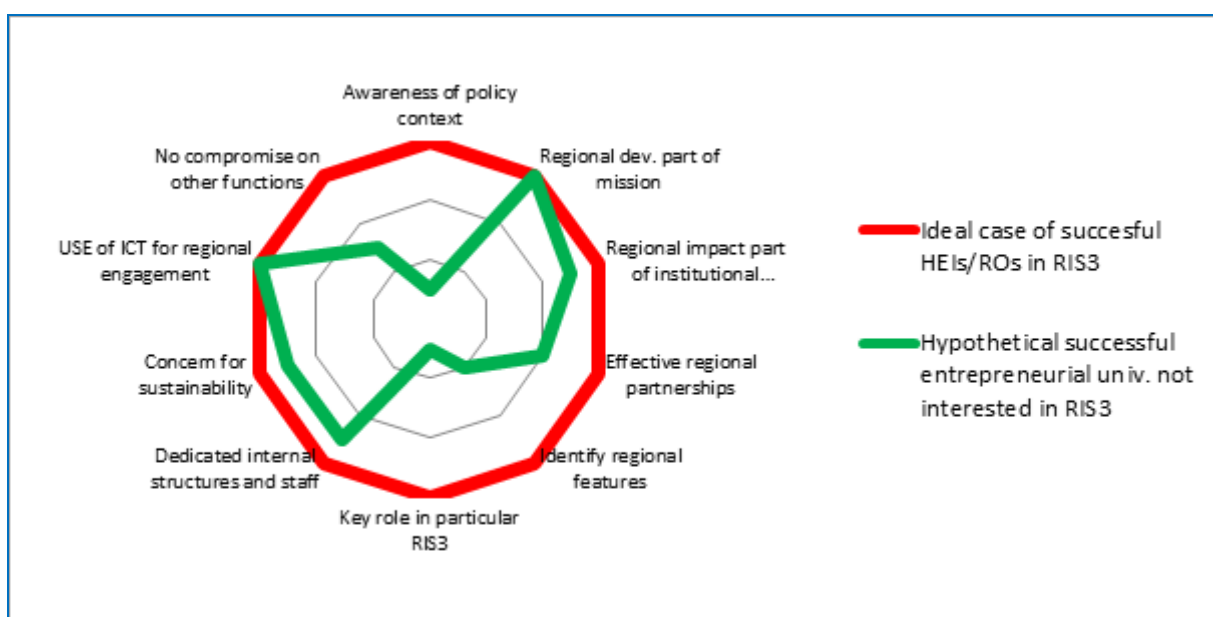 Awareness of policy
context
Regional dev. part of
mission
Regional impact part
of institutional...
Effective regional
partnerships
Identify regional
features
Key role in particular
RIS3
Dedicated internal
structures and staff
Concern for
sustainability
USE of ICT for regional
engagement
No compromise on
other functions
Ideal case of succesful
HEIs/ROs in RIS3
Hypothetical successful
entrepreneurial univ. not
interested in RIS3